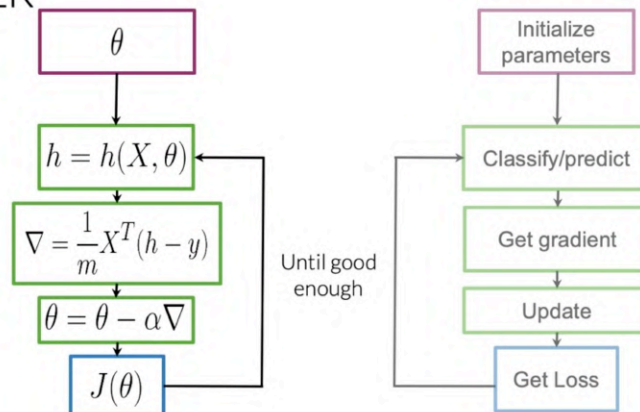 θ
h = h(X, θ)
∇ = 1/m X^T (h − y)
θ = θ − α∇
J(θ)
Until good
enough
Initialize
parameters
Classify/predict
Get gradient
Update
Get Loss